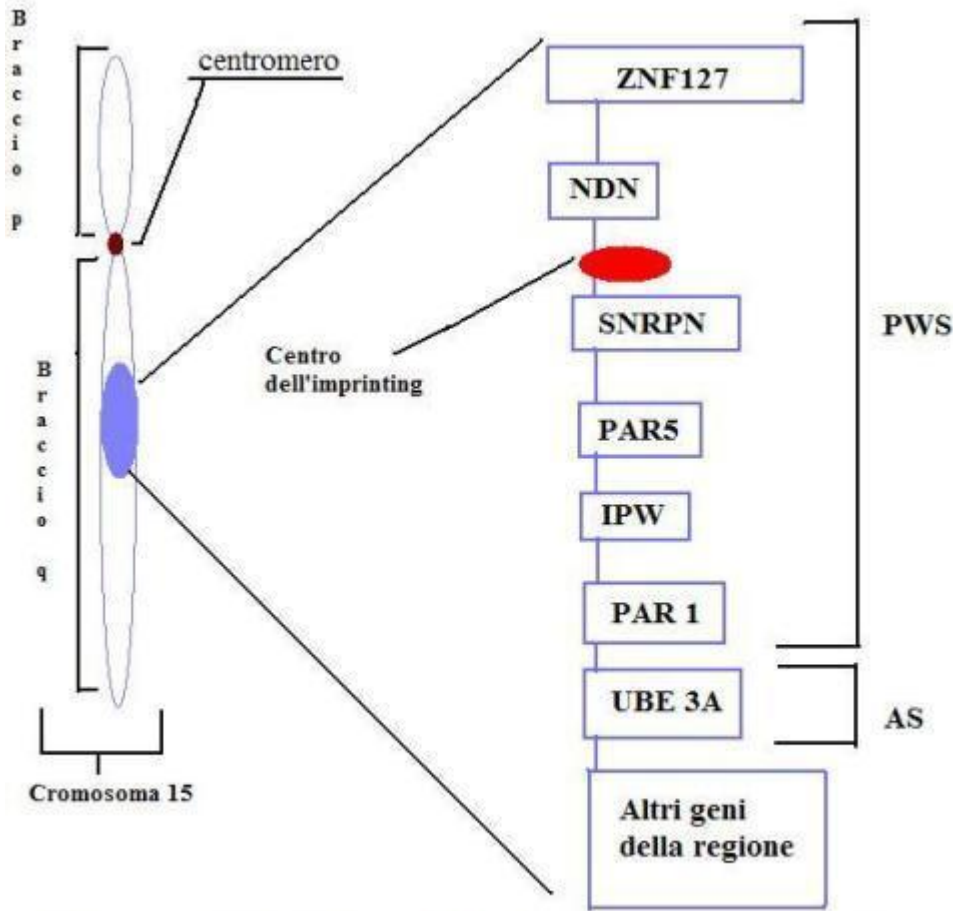 Braccio p
centromero
Braccio q
Cromosoma 15
Centro
dell'imprinting
ZNF127
NDN
SNRPN
PAR5
IPW
PAR 1
UBE 3A
Altri geni
della regione
PWS
AS